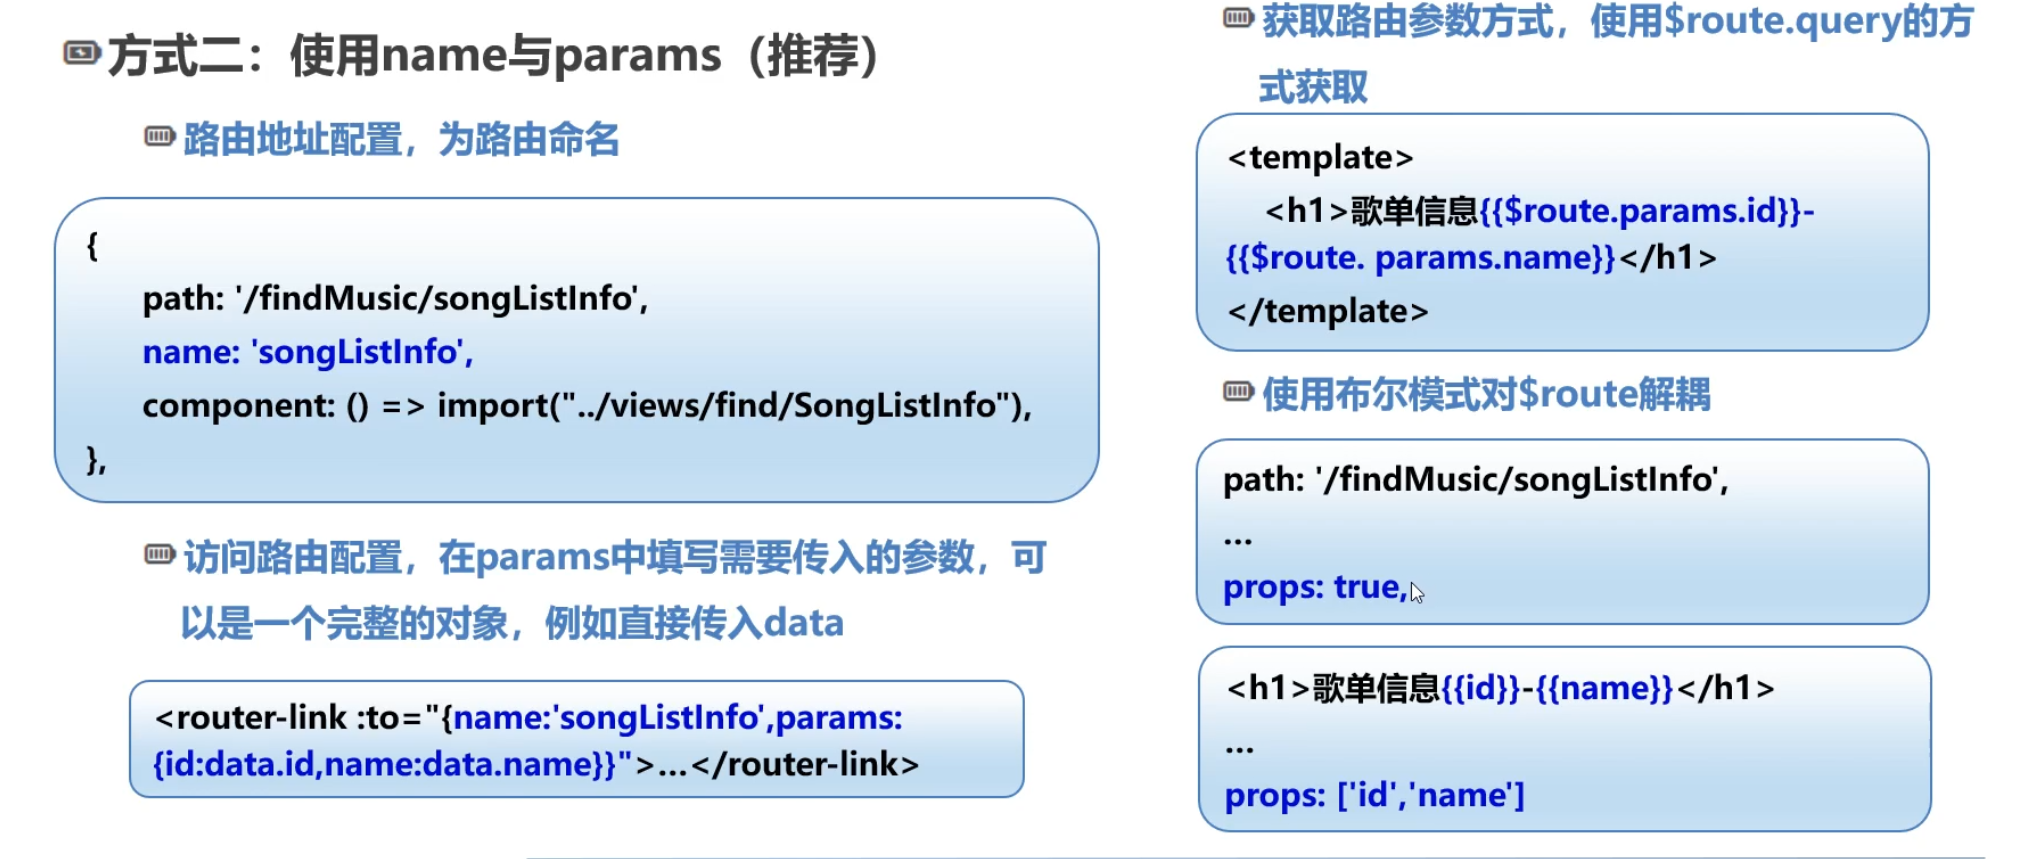 方式二：使用name与params（推荐）
路由地址配置，为路由命名
{
path: '/findMusic/songListInfo',
name: 'songListInfo',
component: () => import("../views/find/SongListInfo"),
},
访问路由配置，在params中填写需要传入的参数，可
以是一个完整的对象，例如直接传入data
<router-link :to="{name:'songListInfo',params:
{id:data.id,name:data.name}}">...</router-link>
获取路由参数方式，使用$route.query的方
式获取
<template>
<h1>歌单信息{{$route.params.id}}-
{{$route. params.name}}</h1>
</template>
使用布尔模式对$route解耦
path: '/findMusic/songListInfo',
...
props: true,
<h1>歌单信息{{id}}-{{name}}</h1>
...
props: ['id','name']